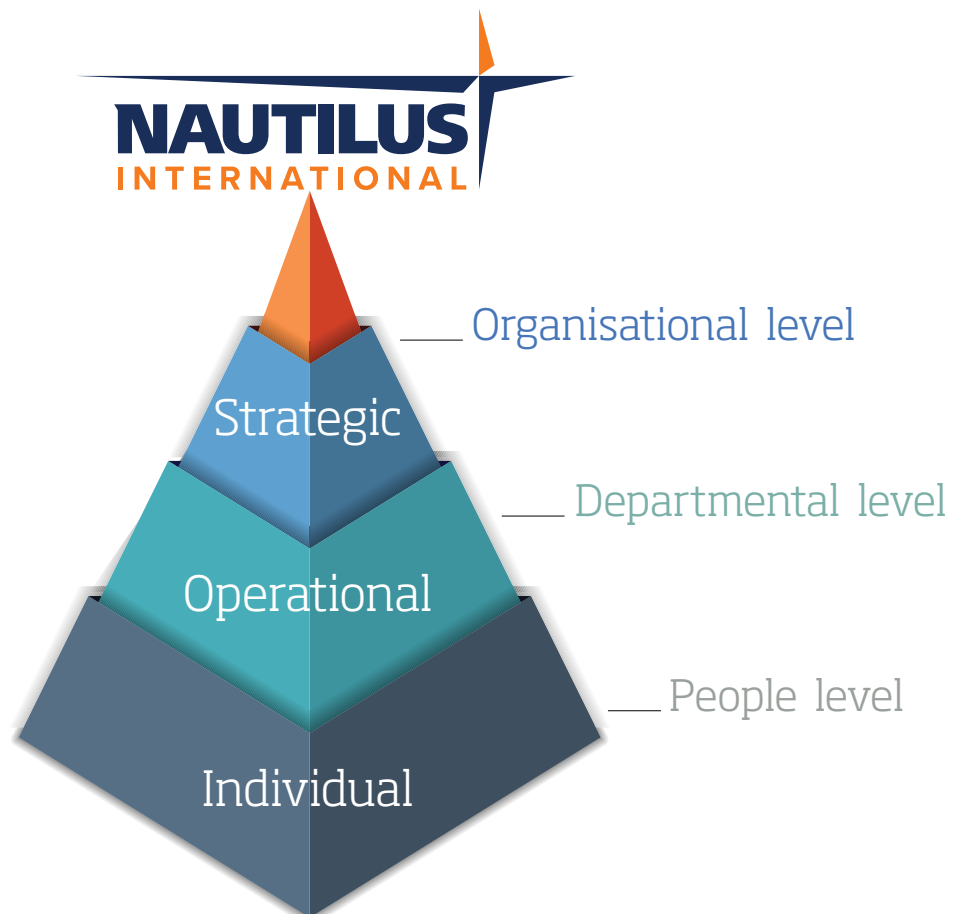 NAUTILUS
INTERNATIONAL
Organisational level
Strategic
Departmental level
Operational
People level
Individual